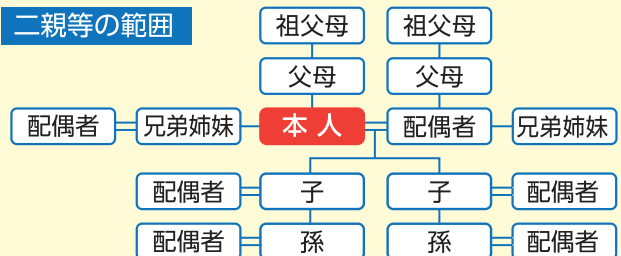 二親等の範囲
祖父母 祖父母
父母 父母
配偶者 兄弟姉妹 本人 配偶者 兄弟姉妹
配偶者 子 子 配偶者
配偶者 孫 孫 配偶者